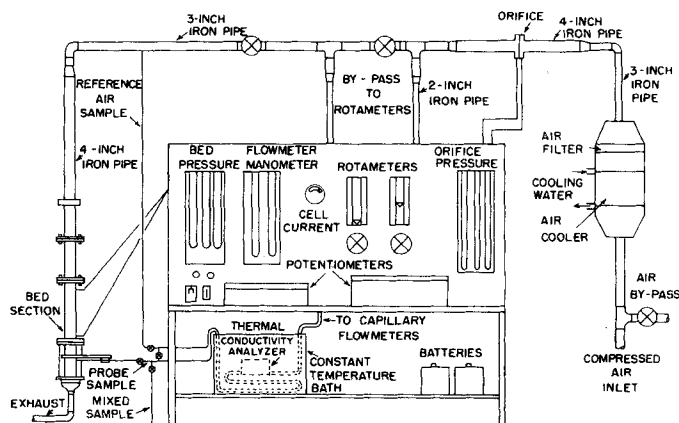 3-INCH
IRON PIPE
ORIFICE
4-INCH
IRON PIPE
REFERENCE
AIR
SAMPLE
BY-PASS
TO
ROTAMETERS
2-INCH
IRON PIPE
3-INCH
IRON
PIPE
4-INCH
IRON PIPE
BED
PRESSURE
FLOWMETER
MANOMETER
ROTAMETERS
ORIFICE
PRESSURE
AIR
FILTER
CELL
CURRENT
COOLING
WATER
AIR
COOLER
POTENTIOMETERS
AIR
BY-PASS
BED
SECTION
THERMAL
CONDUCTIVITY
ANALYZER
TO CAPILLARY
FLOWMETERS
CONSTANT
TEMPERATURE
BATH
BATTERIES
COMPRESSED
AIR
INLET
PROBE
SAMPLE
MIXED
SAMPLE
EXHAUST